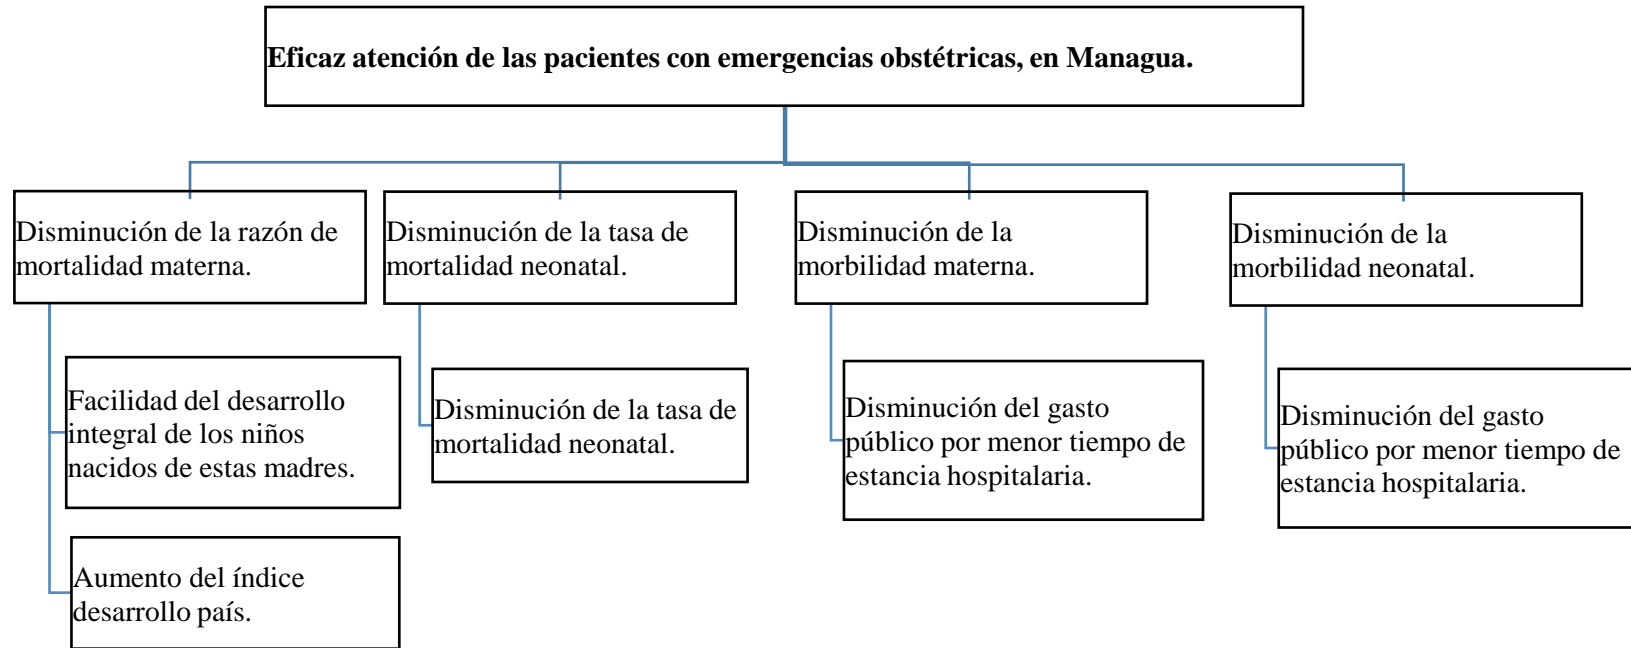 Eficaz atención de las pacientes con emergencias obstétricas, en Managua.
Disminución de la razón de
mortalidad materna.
Disminución de la tasa de
mortalidad neonatal.
Disminución de la
morbilidad materna.
Disminución de la
morbilidad neonatal.
Facilidad del desarrollo
integral de los niños
nacidos de estas madres.
Disminución de la tasa de
mortalidad neonatal.
Disminución del gasto
público por menor tiempo de
estancia hospitalaria.
Disminución del gasto
público por menor tiempo de
estancia hospitalaria.
Aumento del índice
desarrollo país.